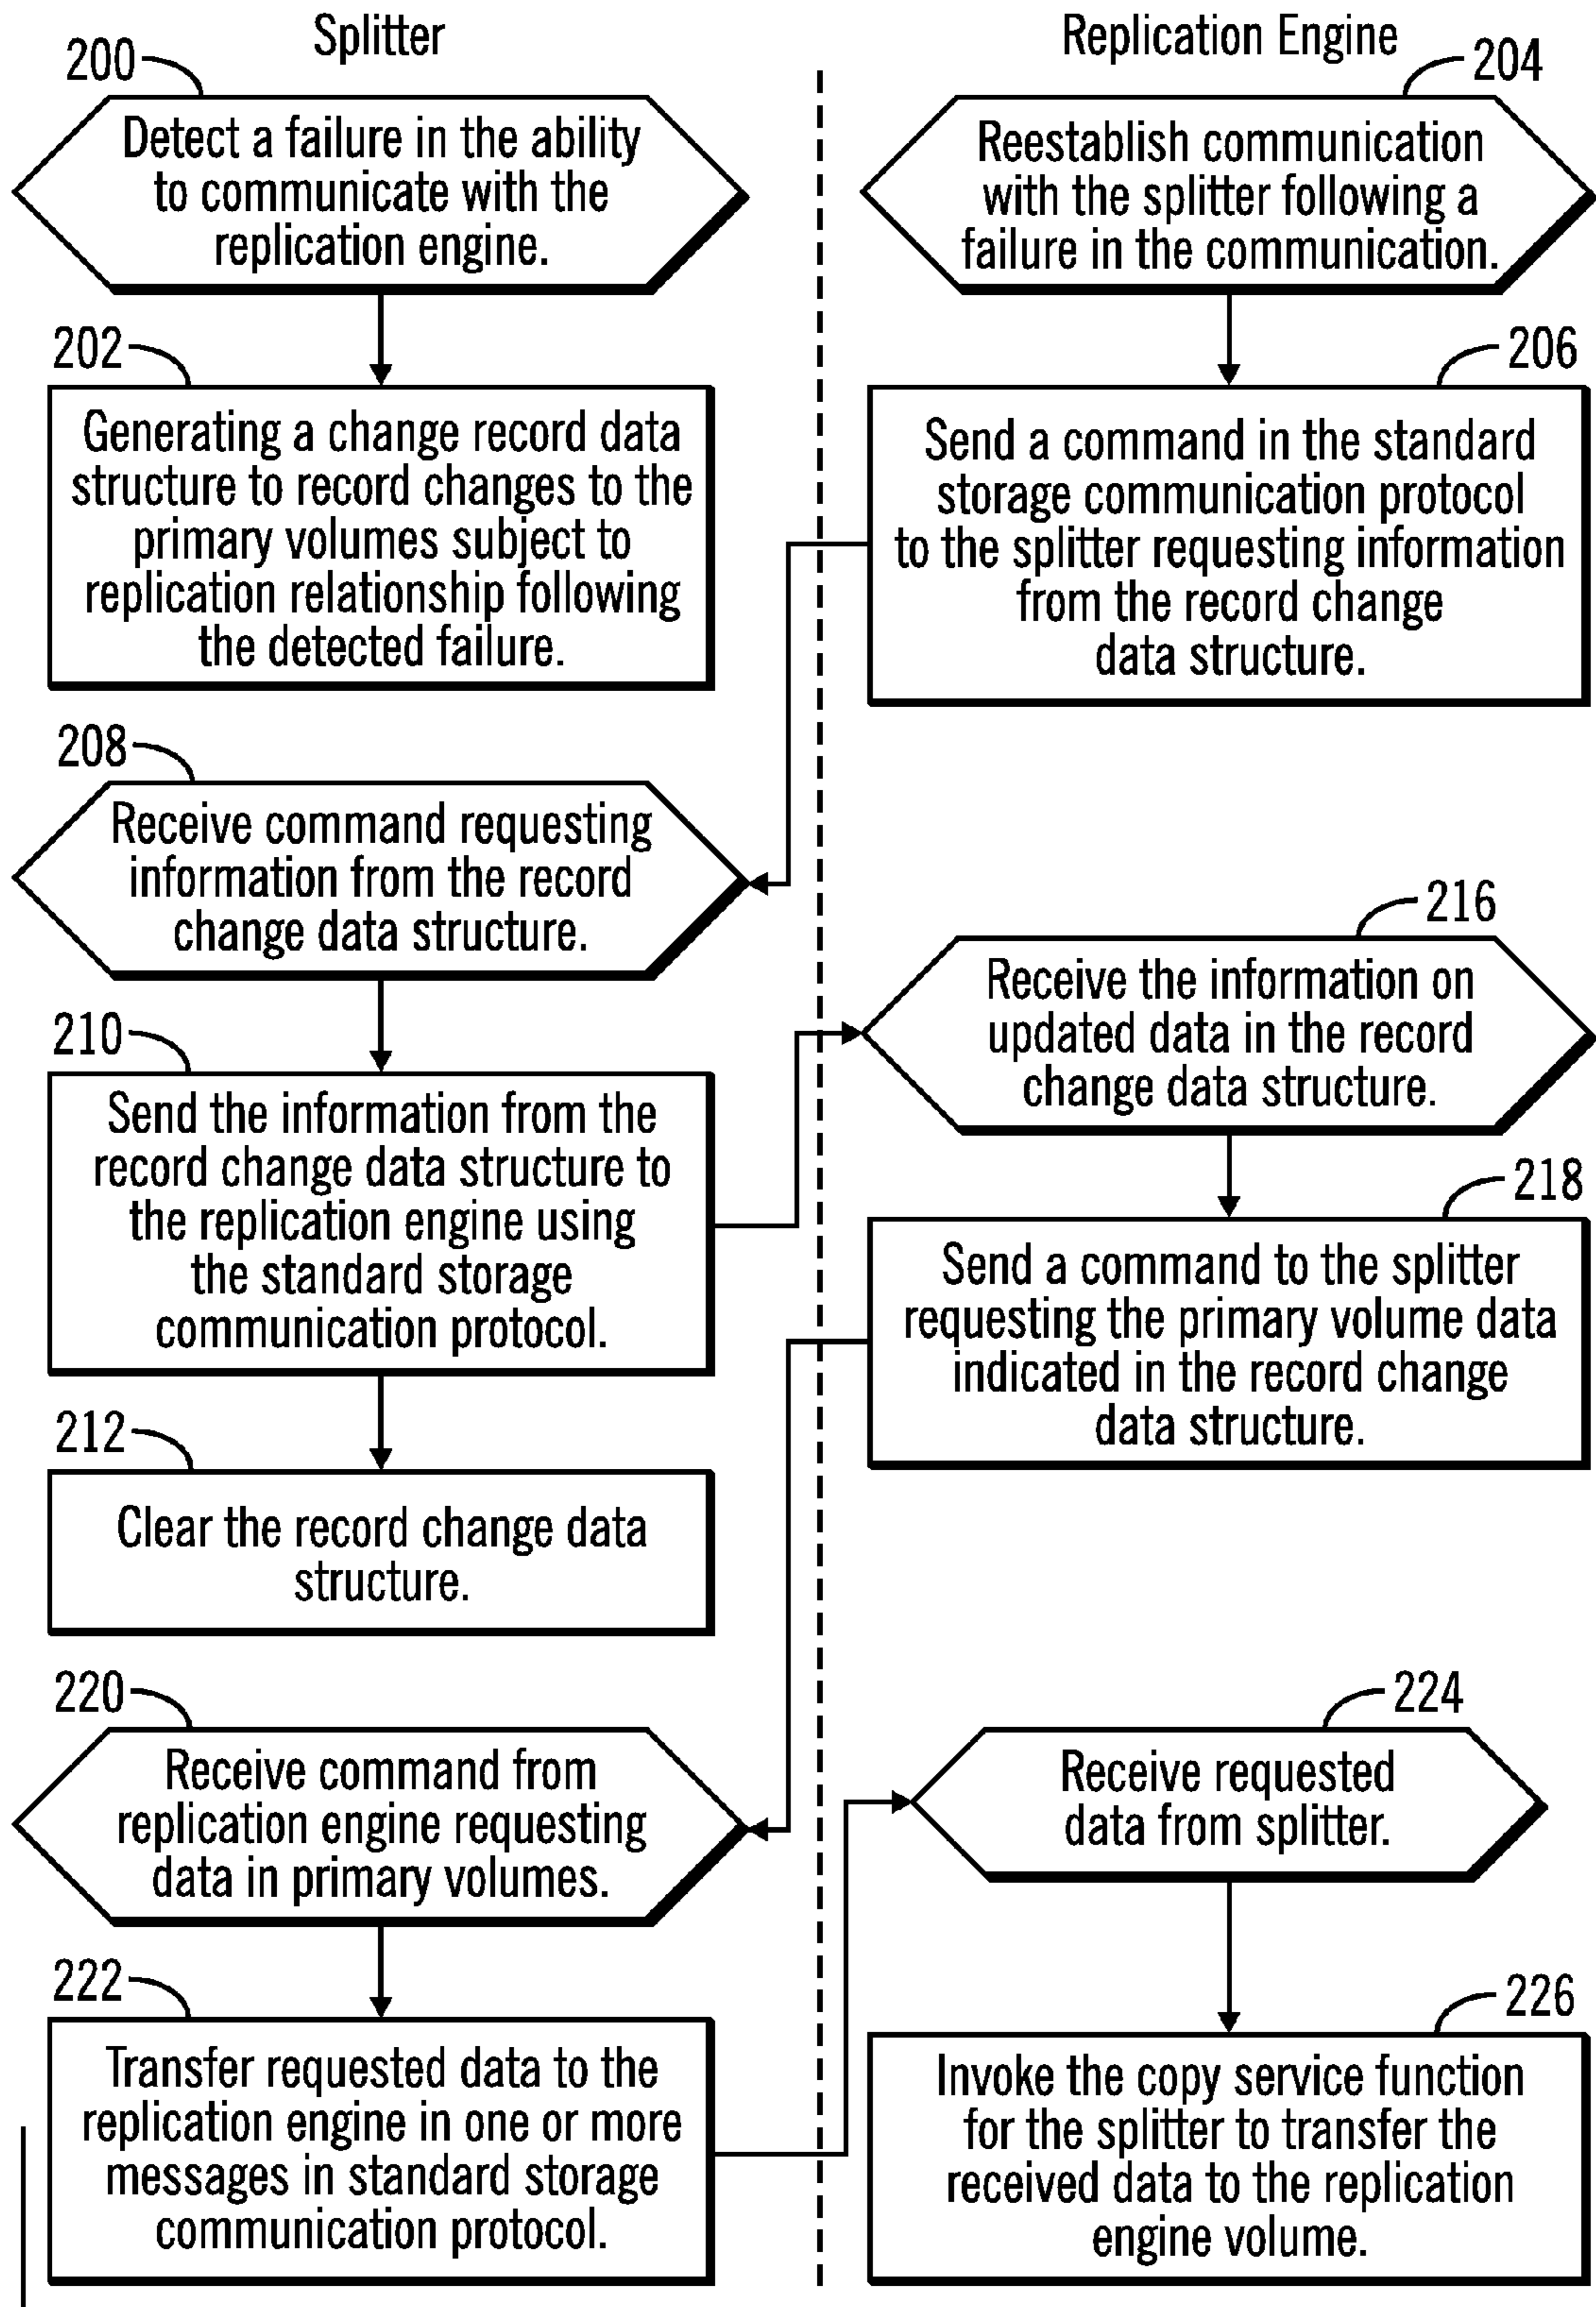 Splitter
200
Detect a failure in the ability
to communicate with the
replication engine.
202
Generating a change record data
structure to record changes to the
primary volumes subject to
replication relationship following
the detected failure.
Replication Engine
204
Reestablish communication
with the splitter following a
failure in the communication.
206
Send a command in the standard
storage communication protocol
to the splitter requesting information
from the record change
data structure.
208
Receive command requesting
information from the record
change data structure.
210
Send the information from the
record change data structure to
the replication engine using
the standard storage
communication protocol.
212
Clear the record change data
structure.
216
Receive the information on
updated data in the record
change data structure.
218
Send a command to the splitter
requesting the primary volume data
indicated in the record change
data structure.
220
Receive command from
replication engine requesting
data in primary volumes.
222
Transfer requested data to the
replication engine in one or more
messages in standard storage
communication protocol.
224
Receive requested
data from splitter.
226
Invoke the copy service function
for the splitter to transfer the
received data to the replication
engine volume.